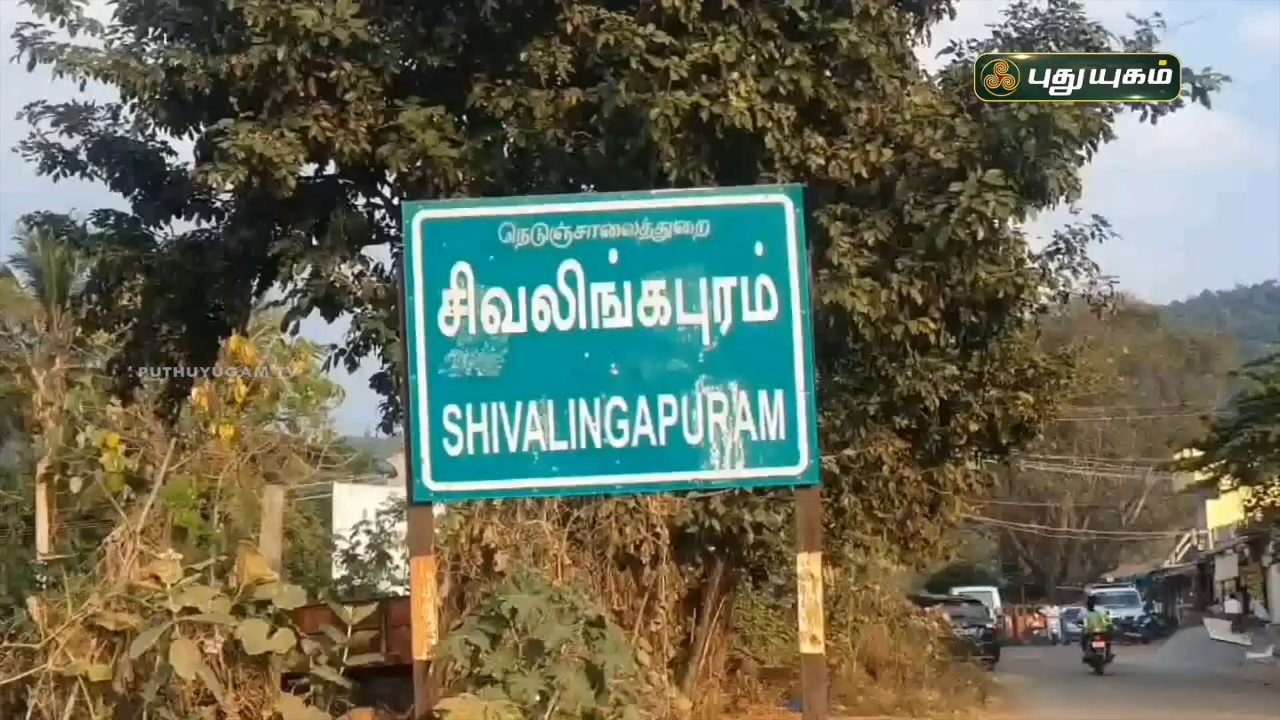 புதுயுகம்
நெடுஞ்சாலைத்துறை
சிவலிங்கபுரம்
SHIVALINGAPURAM
PUTHUYUGAM TV